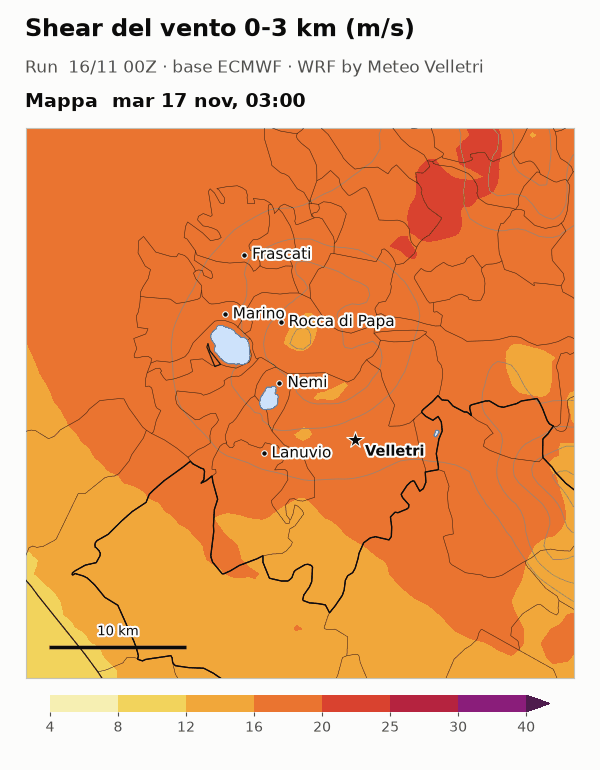 Shear del vento 0-3 km (m/s)
Run  16/11 00Z · base ECMWF · WRF by Meteo Velletri
Mappa  mar 17 nov, 03:00
Frascati
Marino
Rocca di Papa
Nemi
Velletri
Lanuvio
10 km
4 8 12 16 20 25 30 40